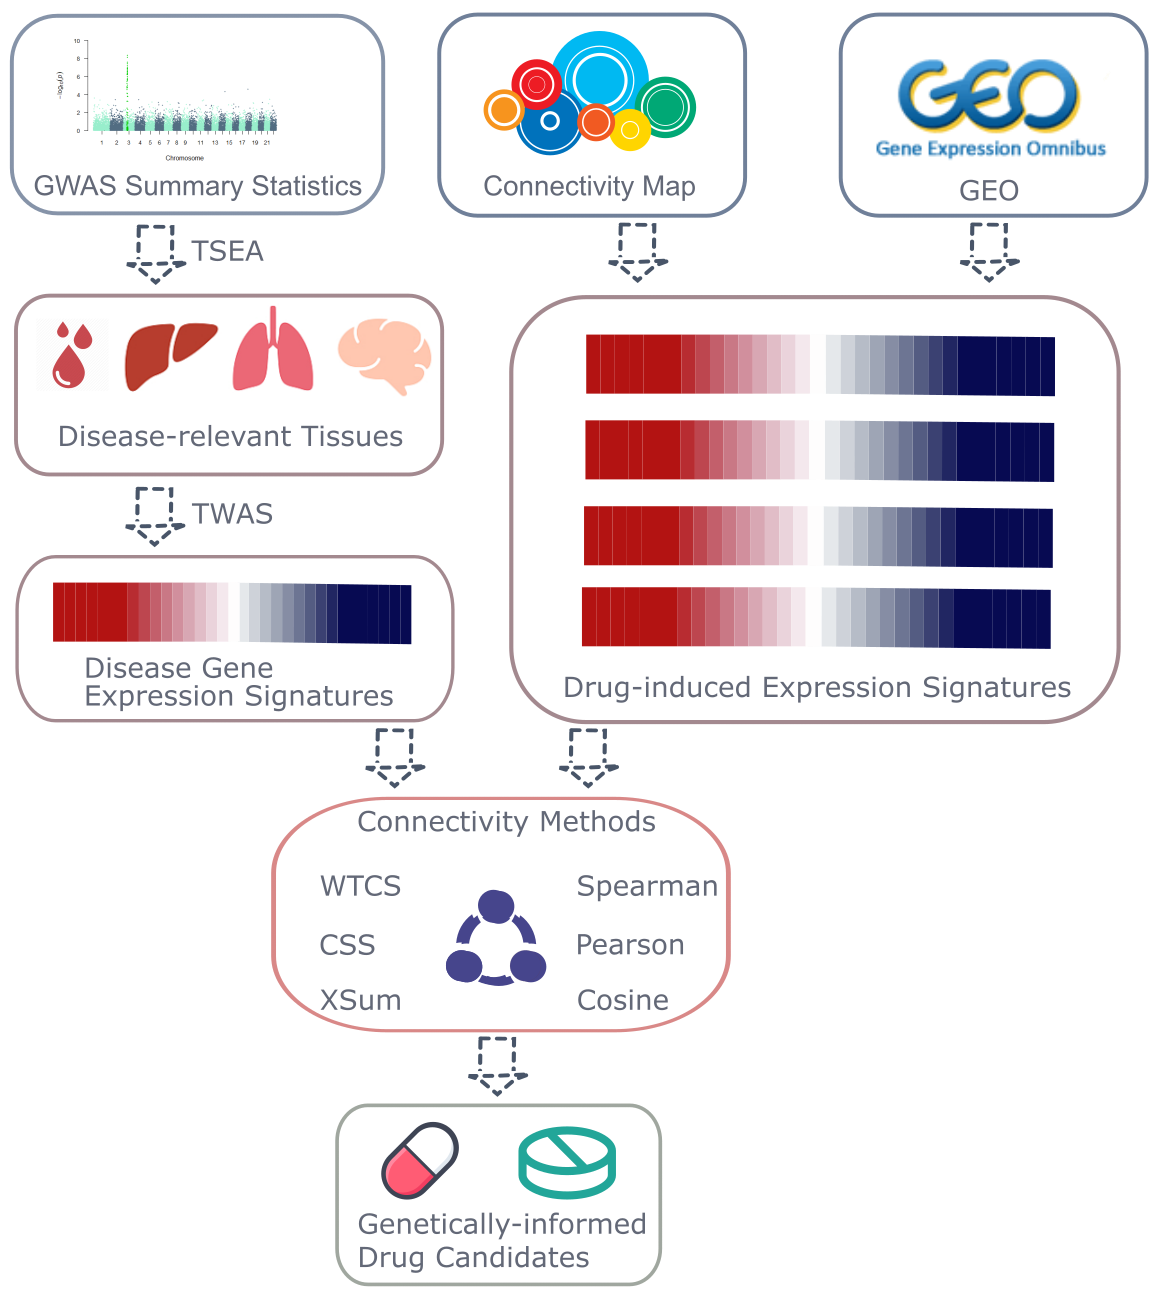 10
8
6
4
2
0
−log₁₀(p)
1 2 3 4 5 6 7 8 9 11 13 15 17 19 21
Chromosome
GWAS Summary Statistics
Connectivity Map
GEO
Gene Expression Omnibus
GEO
TSEA
Disease-relevant Tissues
TWAS
Disease Gene
Expression Signatures
Drug-induced Expression Signatures
Connectivity Methods
WTCS
Spearman
CSS
Pearson
XSum
Cosine
Genetically-informed
Drug Candidates